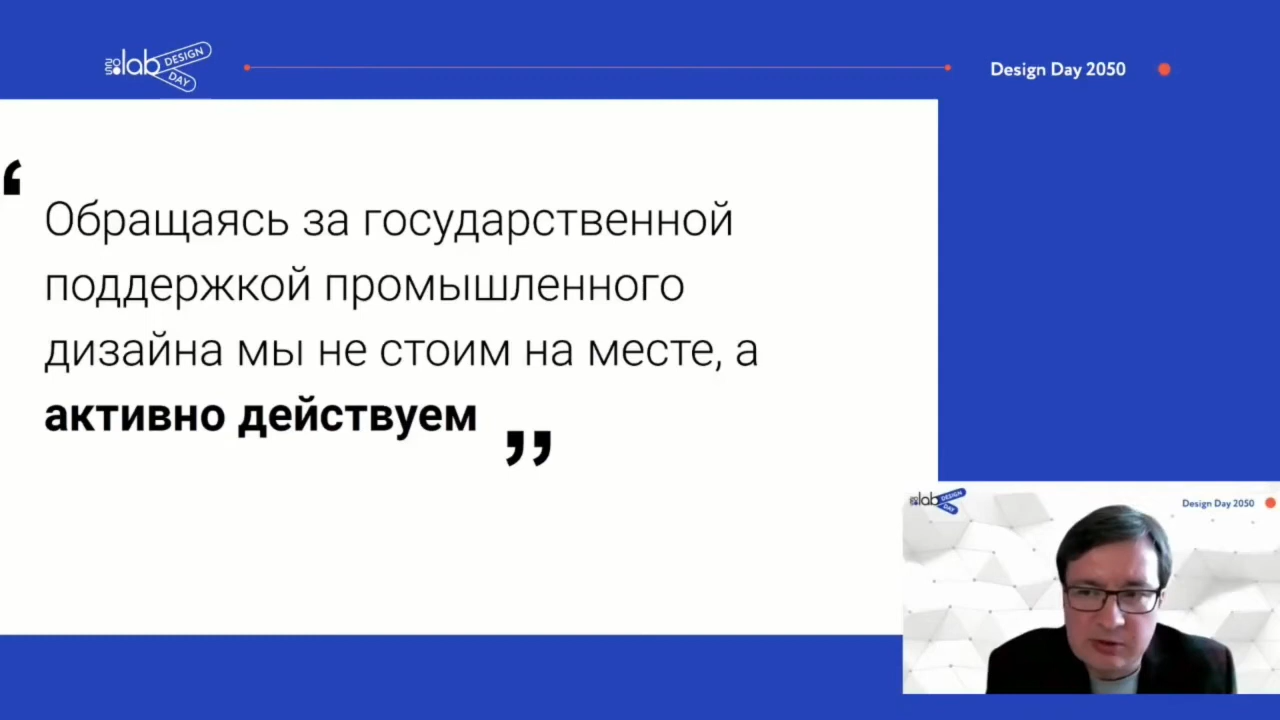 2050.lab DESIGN DAY
Design Day 2050
‘
Обращаясь за государственной
поддержкой промышленного
дизайна мы не стоим на месте, а
активно действуем ”
lab DESIGN DAY
Design Day 2050